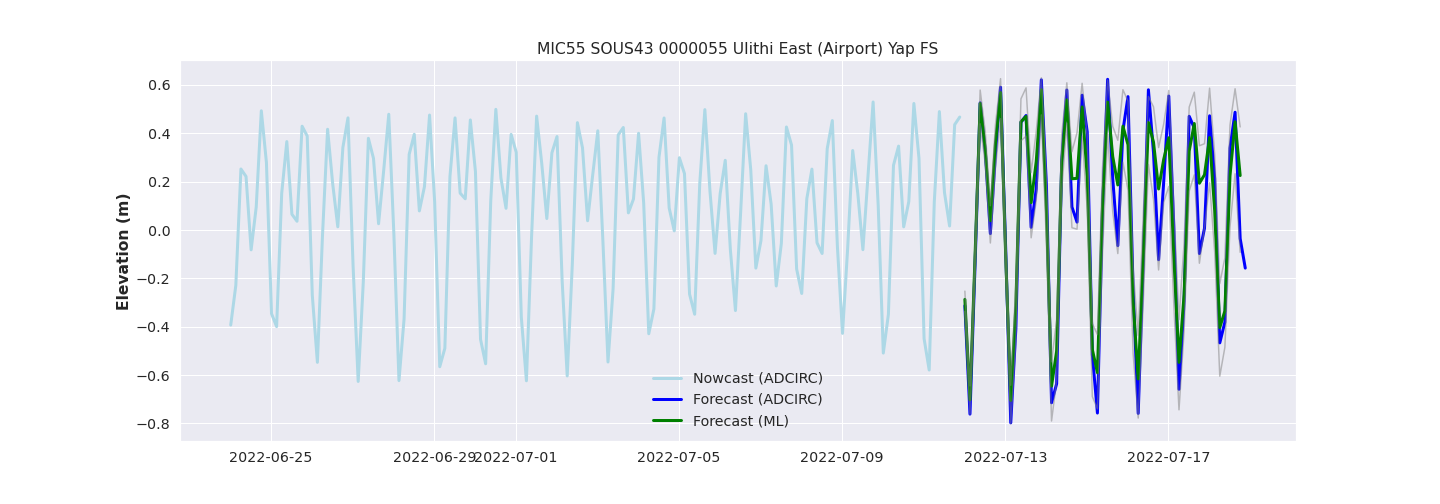 MIC55 SOUS43 0000055 Ulithi East (Airport) Yap FS
Elevation (m)
0.6
0.4
0.2
0.0
−0.2
−0.4
−0.6
−0.8
Nowcast (ADCIRC)
Forecast (ADCIRC)
Forecast (ML)
2022-06-25 2022-06-29 2022-07-01 2022-07-05 2022-07-09 2022-07-13 2022-07-17